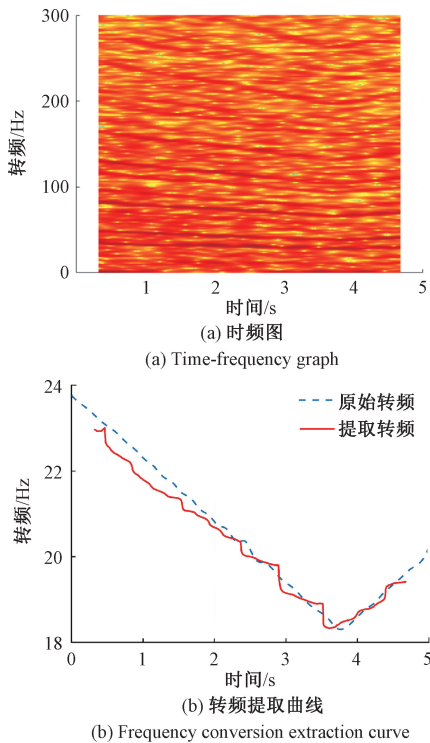 300
200
100
0
转频/Hz
1
2
3
4
5
时间/s
(a) 时频图
(a) Time-frequency graph
24
22
20
18
转频/Hz
原始转频
提取转频
0
1
2
3
4
5
时间/s
(b) 转频提取曲线
(b) Frequency conversion extraction curve